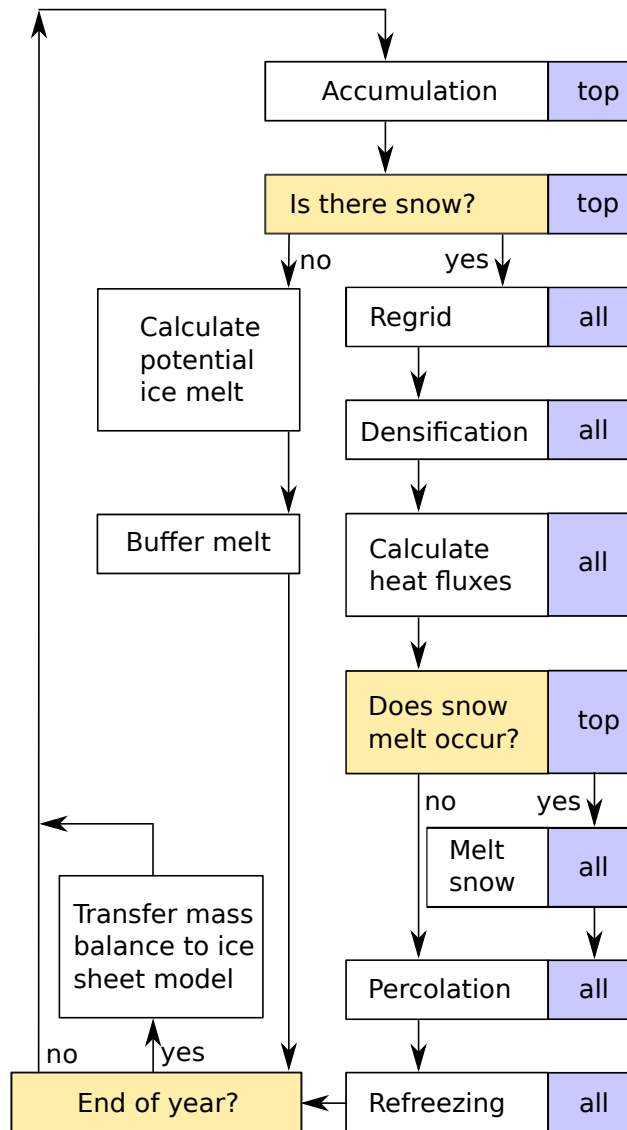 Accumulation top
Is there snow? top
no yes
Calculate
potential
ice melt
Regrid all
Densification all
Buffer melt
Calculate
heat fluxes
all
Does snow
melt occur?
top
no yes
Melt
snow
all
Transfer mass
balance to ice
sheet model
Percolation all
no yes
End of year?
Refreezing all